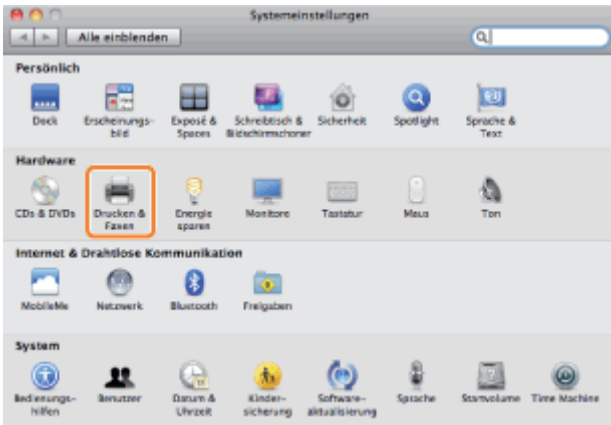 Systemeinstellungen
Alle einblenden
Persönlich
Dock
Erscheinungs-
bild
Exposé &
Spaces
Schreibtisch &
Bildschirmschoner
Sicherheit
Spotlight
Sprache &
Text
Hardware
CDs & DVDs
Drucken &
Faxen
Energie
sparen
Monitore
Tastatur
Maus
Ton
Internet & Drahtlose Kommunikation
MobileMe
Netzwerk
Bluetooth
Freigaben
System
Bedienungs-
hilfen
Benutzer
Datum &
Uhrzeit
Kinder-
sicherung
Software-
aktualisierung
Sprache
Startvolume
Time Machine